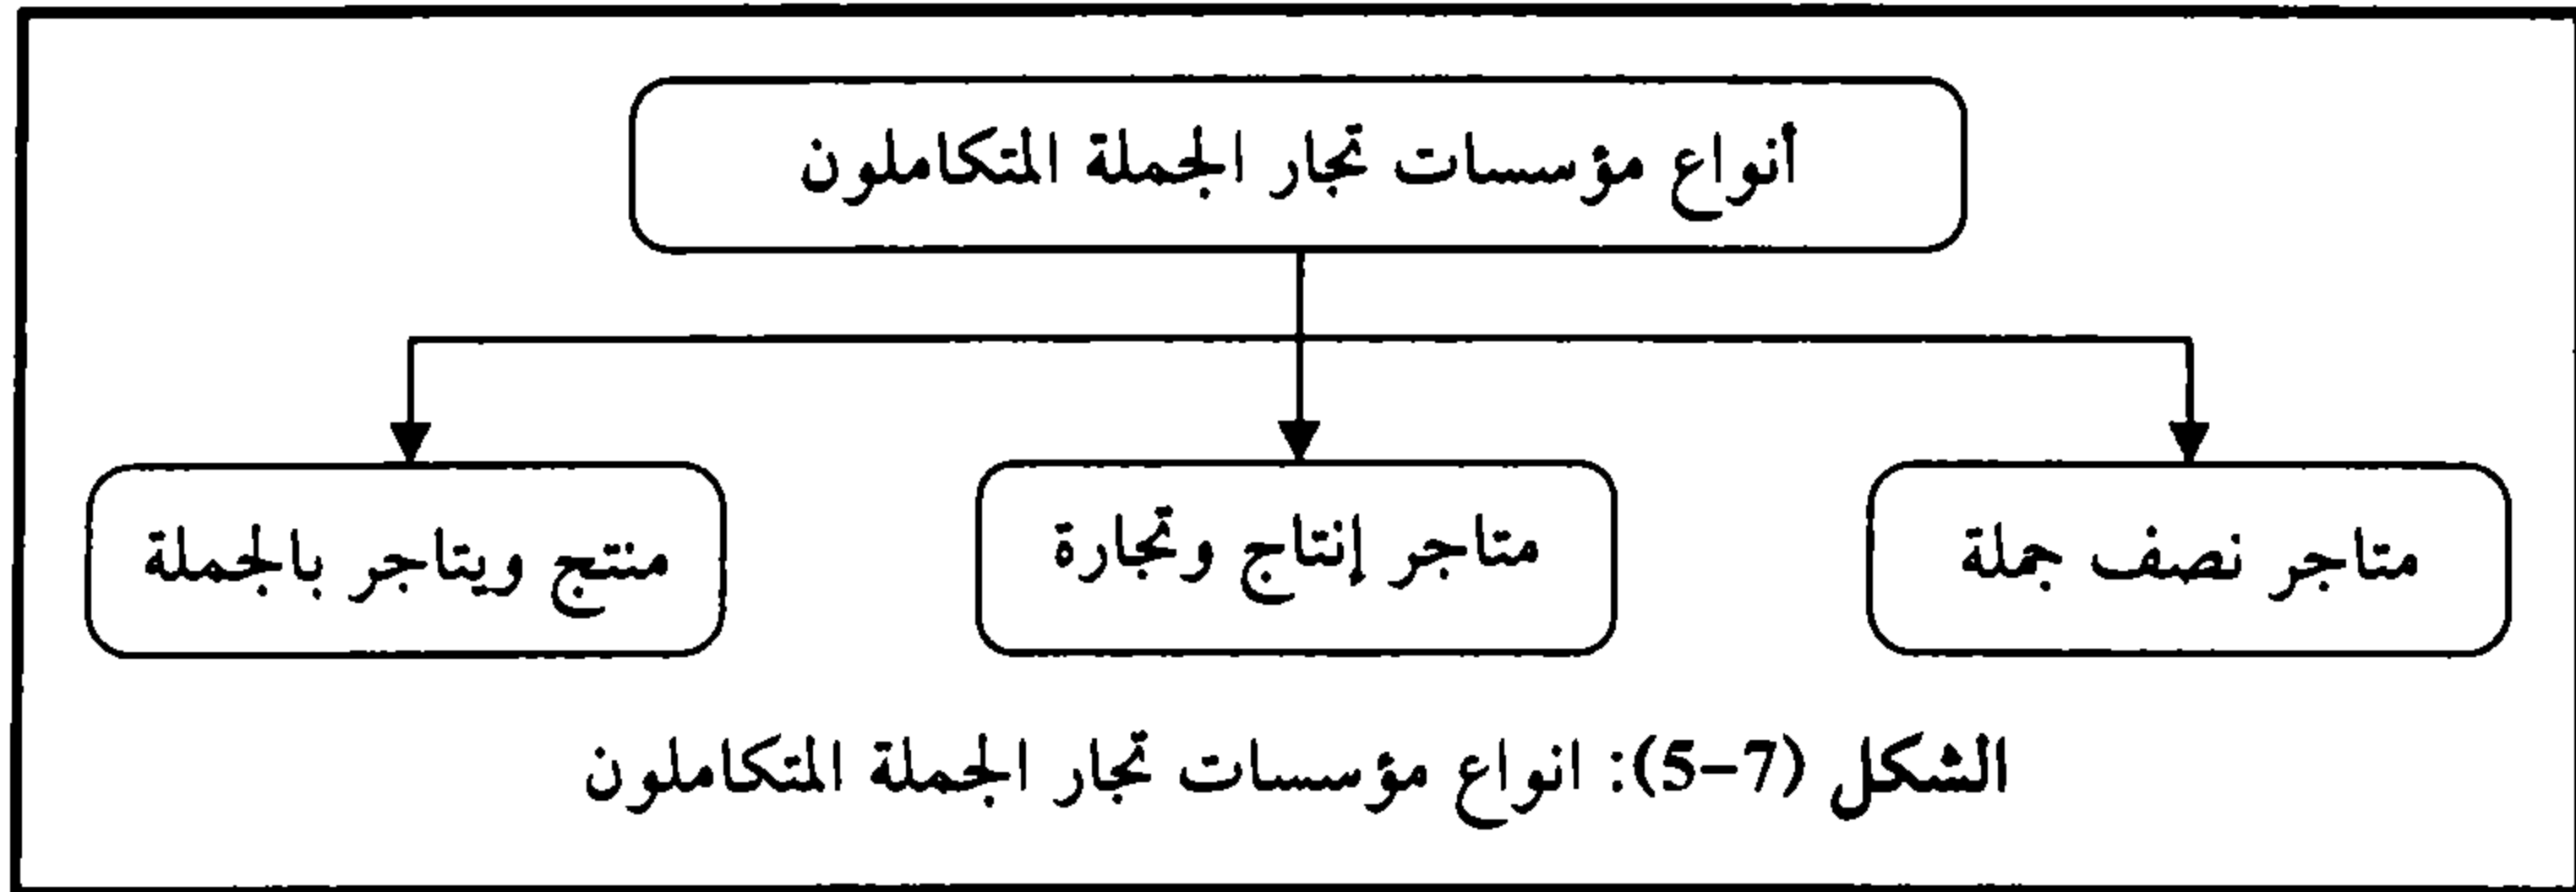 أنواع مؤسسات تجار الجملة المتكاملون
متاجر نصف جملة
متاجر إنتاج وتجارة
منتج ويتاجر بالجملة
الشكل (7-5): انواع مؤسسات تجار الجملة المتكاملون